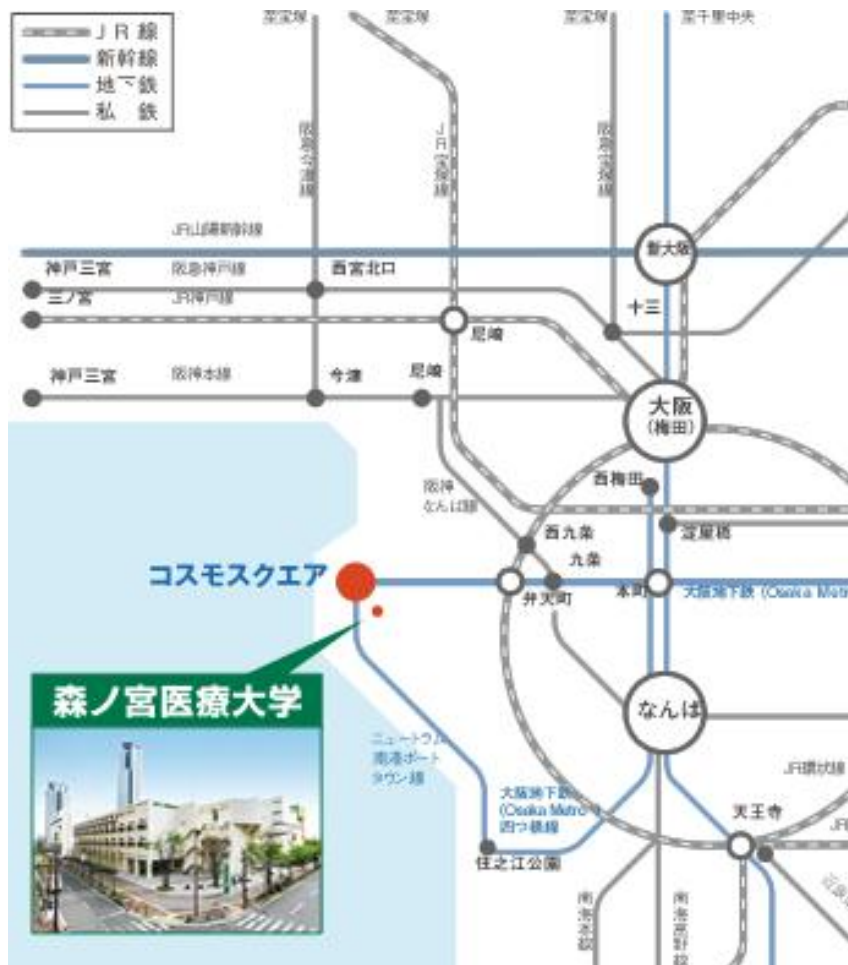 JR線
新幹線
地下鉄
私鉄
至宝塚
至宝塚
至宝塚
至千里中央
阪急今津線
JR宝塚線
阪急宝塚線
JR山陽新幹線
新大阪
神戸三宮
阪急神戸線
西宮北口
三ノ宮
JR神戸線
十三
尼崎
神戸三宮
阪神本線
今津
尼崎
大阪
(梅田)
西梅田
阪神
なんば線
西九条
淀屋橋
コスモスクエア
九条
弁天町
本町
大阪地下鉄 (Osaka Metro
森ノ宮医療大学
なんば
ニュートラム
南港ポート
タウン線
JR環状線
大阪地下鉄
(Osaka Metro)
四つ橋線
天王寺
JR
住之江公園
南海本線
南海高野線